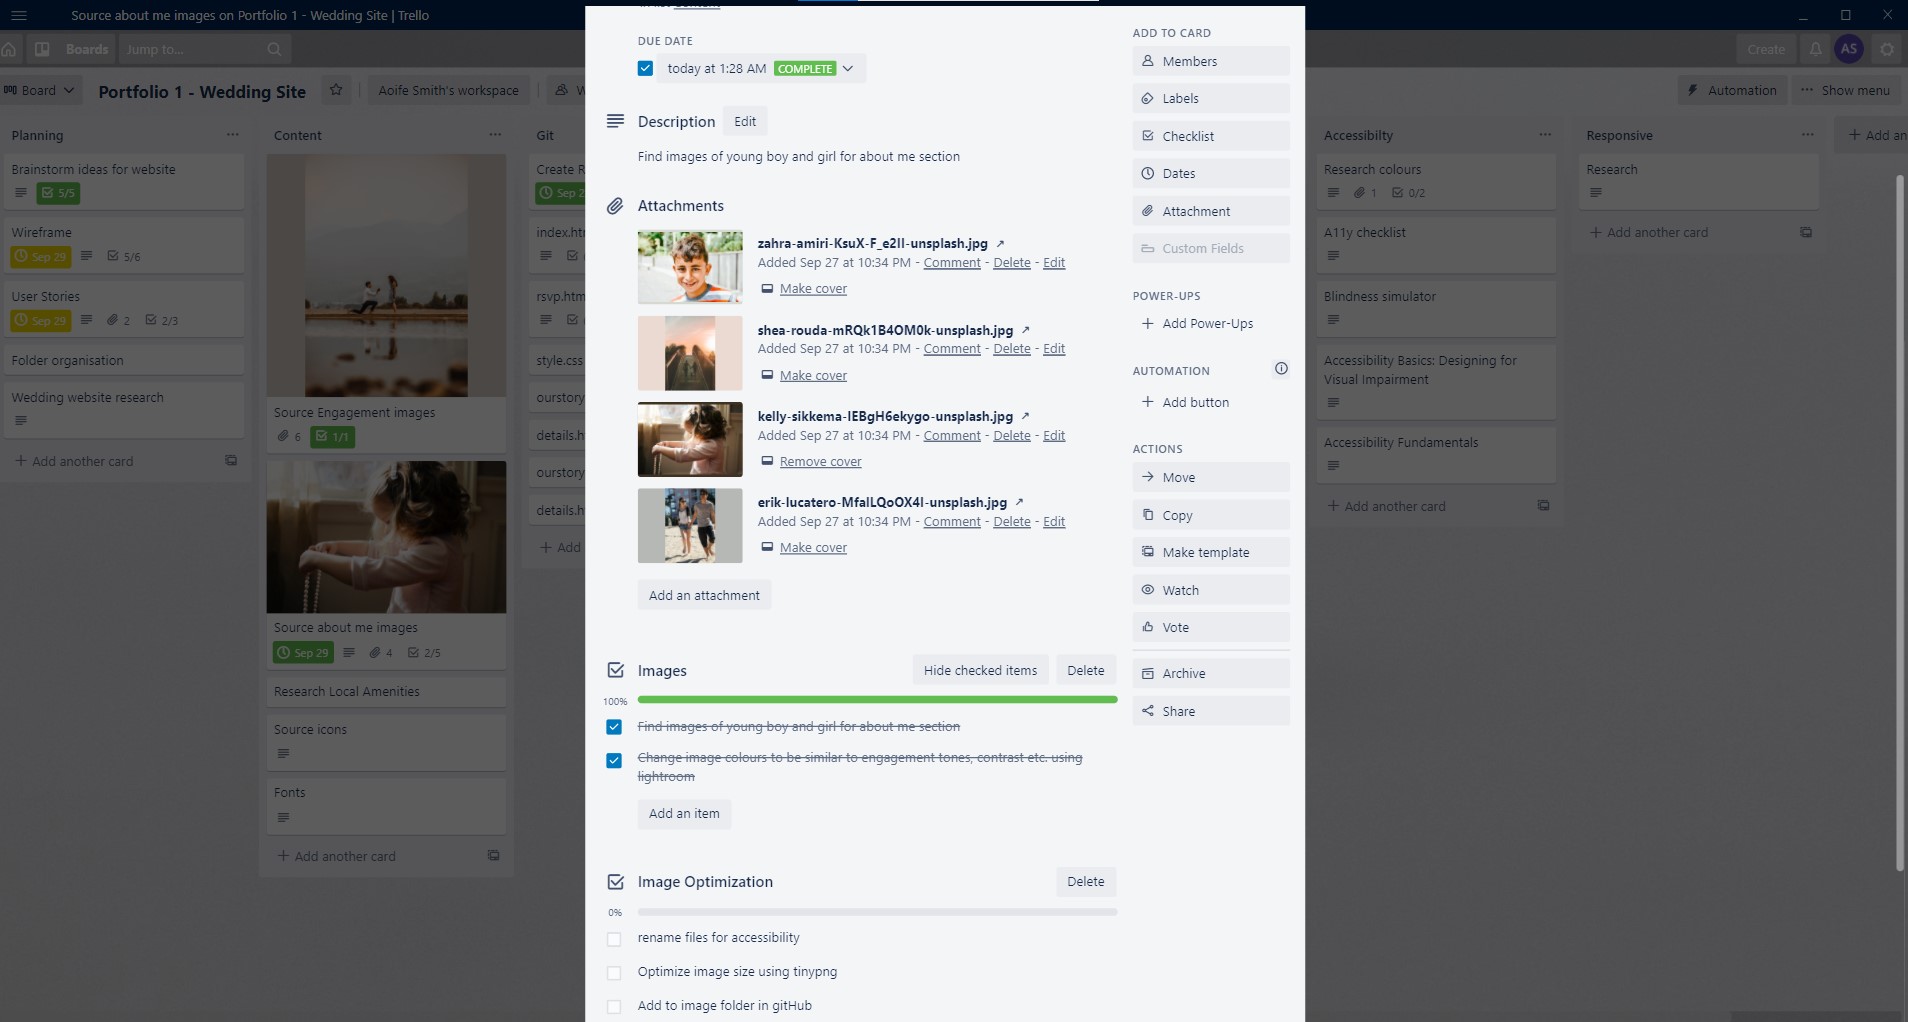 Source about me images on Portfolio 1 - Wedding Site | Trello
Boards
Jump to...
Create
AS
Board
Portfolio 1 - Wedding Site
Aoife Smith's workspace
Automation
Show menu
Planning
Brainstorm ideas for website
5/5
Wireframe
Sep 29
5/6
User Stories
Sep 29
2
2/3
Folder organisation
Wedding website research
+ Add another card
Content
Source Engagement images
6
1/1
Source about me images
Sep 29
4
2/5
Research Local Amenities
Source icons
Fonts
+ Add another card
Git
Create R
Sep 2
index.ht
rsvp.htm
style.css
ourstory
details.h
ourstory
details.h
+ Add
DUE DATE
today at 1:28 AM COMPLETE
Description
Edit
Find images of young boy and girl for about me section
Attachments
zahra-amiri-KsuX-F_e2lI-unsplash.jpg ↗
Added Sep 27 at 10:34 PM - Comment - Delete - Edit
Make cover
shea-rouda-mRQk1B4OM0k-unsplash.jpg ↗
Added Sep 27 at 10:34 PM - Comment - Delete - Edit
Make cover
kelly-sikkema-IEBgH6ekygo-unsplash.jpg ↗
Added Sep 27 at 10:34 PM - Comment - Delete - Edit
Remove cover
erik-lucatero-MfaILQoOX4I-unsplash.jpg ↗
Added Sep 27 at 10:34 PM - Comment - Delete - Edit
Make cover
Add an attachment
Images
Hide checked items
Delete
100%
Find images of young boy and girl for about me section
Change image colours to be similar to engagement tones, contrast etc. using
lightroom
Add an item
Image Optimization
Delete
0%
rename files for accessibility
Optimize image size using tinypng
Add to image folder in gitHub
ADD TO CARD
Members
Labels
Checklist
Dates
Attachment
Custom Fields
POWER-UPS
+ Add Power-Ups
AUTOMATION
+ Add button
ACTIONS
Move
Copy
Make template
Watch
Vote
Archive
Share
Accessibilty
Research colours
1
0/2
A11y checklist
Blindness simulator
Accessibility Basics: Designing for
Visual Impairment
Accessibility Fundamentals
+ Add another card
Responsive
Research
+ Add another card
+ Add an